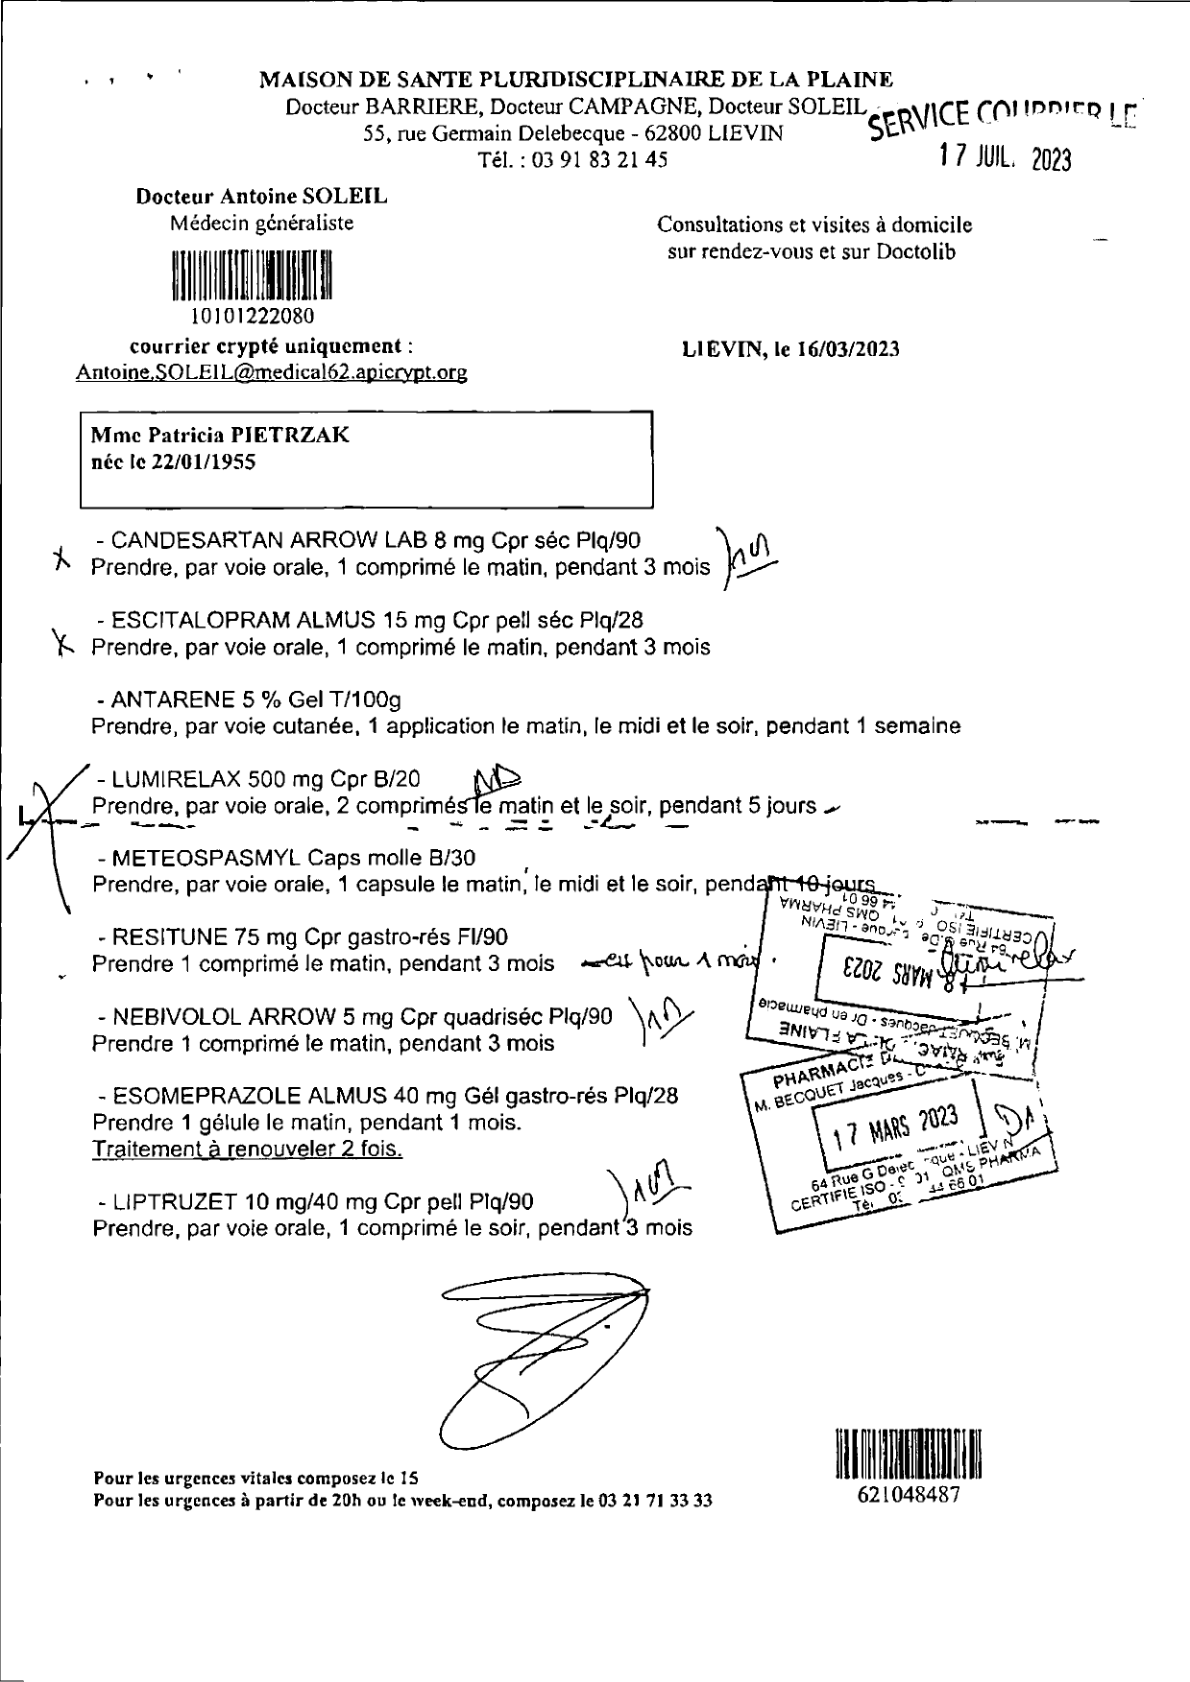 MAISON DE SANTE PLURIDISCIPLINAIRE DE LA PLAINE
Docteur BARRIERE, Docteur CAMPAGNE, Docteur SOLEIL
55, rue Germain Delebecque - 62800 LIEVIN
Tél. : 03 91 83 21 45
SERVICE COURRIER LE
17 JUIL. 2023
Docteur Antoine SOLEIL
Médecin généraliste
Consultations et visites à domicile
sur rendez-vous et sur Doctolib
10101222080
courrier crypté uniquement :
Antoine.SOLEIL@medical62.apicrypt.org
LIEVIN, le 16/03/2023
Mme Patricia PIETRZAK
née le 22/01/1955
- CANDESARTAN ARROW LAB 8 mg Cpr séc Plq/90
Prendre, par voie orale, 1 comprimé le matin, pendant 3 mois
- ESCITALOPRAM ALMUS 15 mg Cpr pell séc Plq/28
Prendre, par voie orale, 1 comprimé le matin, pendant 3 mois
- ANTARENE 5 % Gel T/100g
Prendre, par voie cutanée, 1 application le matin, le midi et le soir, pendant 1 semaine
- LUMIRELAX 500 mg Cpr B/20
Prendre, par voie orale, 2 comprimés le matin et le soir, pendant 5 jours
- METEOSPASMYL Caps molle B/30
Prendre, par voie orale, 1 capsule le matin, le midi et le soir, pendant 10 jours
- RESITUNE 75 mg Cpr gastro-rés Fl/90
Prendre 1 comprimé le matin, pendant 3 mois
pour 1 mois.
- NEBIVOLOL ARROW 5 mg Cpr quadriséc Plq/90
Prendre 1 comprimé le matin, pendant 3 mois
- ESOMEPRAZOLE ALMUS 40 mg Gél gastro-rés Plq/28
Prendre 1 gélule le matin, pendant 1 mois.
Traitement à renouveler 2 fois.
- LIPTRUZET 10 mg/40 mg Cpr pell Plq/90
Prendre, par voie orale, 1 comprimé le soir, pendant 3 mois
CERTIFIE ISO QMS PHARMA
LIEVIN
MARS 2023
M. BECQUET Jacques - Dr en pharmacie
LA PLAINE
PHARMACIE
M. BECQUET Jacques
17 MARS 2023
64 Rue G LIEVIN
CERTIFIE ISO QMS PHARMA
44 66 01
Pour les urgences vitales composez le 15
Pour les urgences à partir de 20h ou le week-end, composez le 03 21 71 33 33
621048487